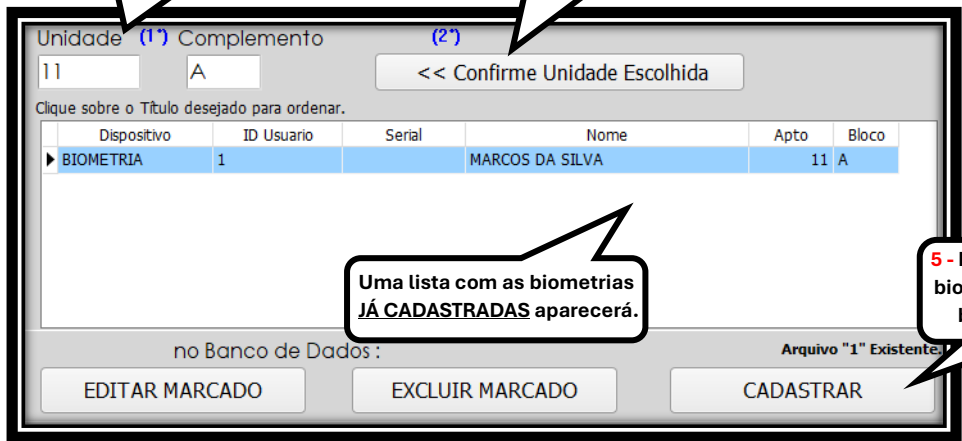 Unidade (1°) Complemento (2°)
11 A << Confirme Unidade Escolhida
Clique sobre o Título desejado para ordenar.
Dispositivo ID Usuario Serial Nome Apto Bloco
BIOMETRIA 1 MARCOS DA SILVA 11 A
Uma lista com as biometrias
JÁ CADASTRADAS aparecerá.
5 -
bio
no Banco de Dados :
Arquivo "1" Existente.
EDITAR MARCADO EXCLUIR MARCADO CADASTRAR